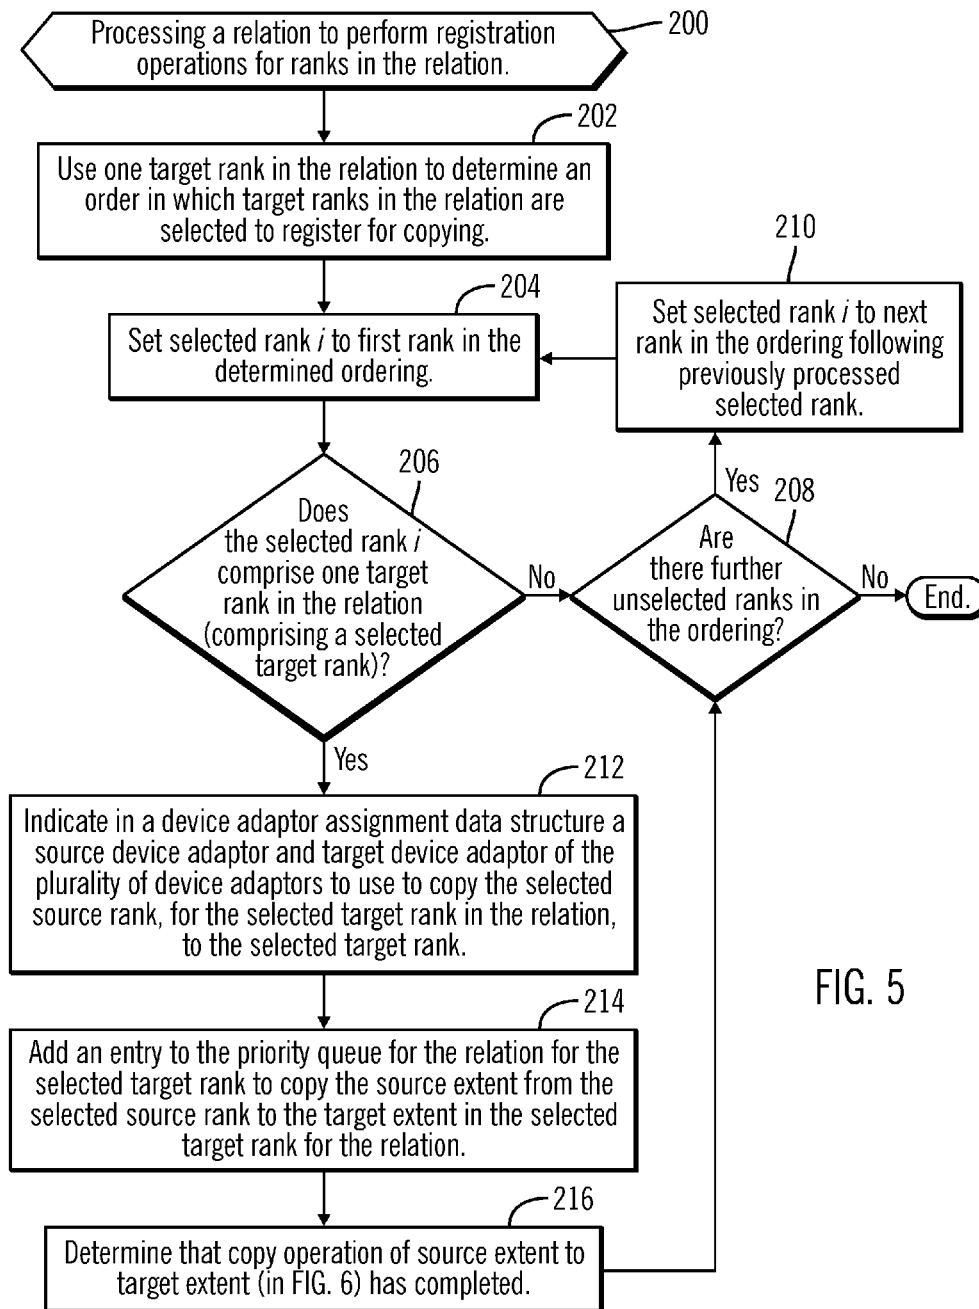 Processing a relation to perform registration
operations for ranks in the relation.
200
202
Use one target rank in the relation to determine an
order in which target ranks in the relation are
selected to register for copying.
204
Set selected rank i to first rank in the
determined ordering.
210
Set selected rank i to next
rank in the ordering following
previously processed
selected rank.
206
Does
the selected rank i
comprise one target
rank in the relation
(comprising a selected
target rank)?
No
Yes
208
Are
there further
unselected ranks in
the ordering?
Yes
No
End.
212
Indicate in a device adaptor assignment data structure a
source device adaptor and target device adaptor of the
plurality of device adaptors to use to copy the selected
source rank, for the selected target rank in the relation,
to the selected target rank.
214
Add an entry to the priority queue for the relation for the
selected target rank to copy the source extent from the
selected source rank to the target extent in the selected
target rank for the relation.
216
Determine that copy operation of source extent to
target extent (in FIG. 6) has completed.
FIG. 5